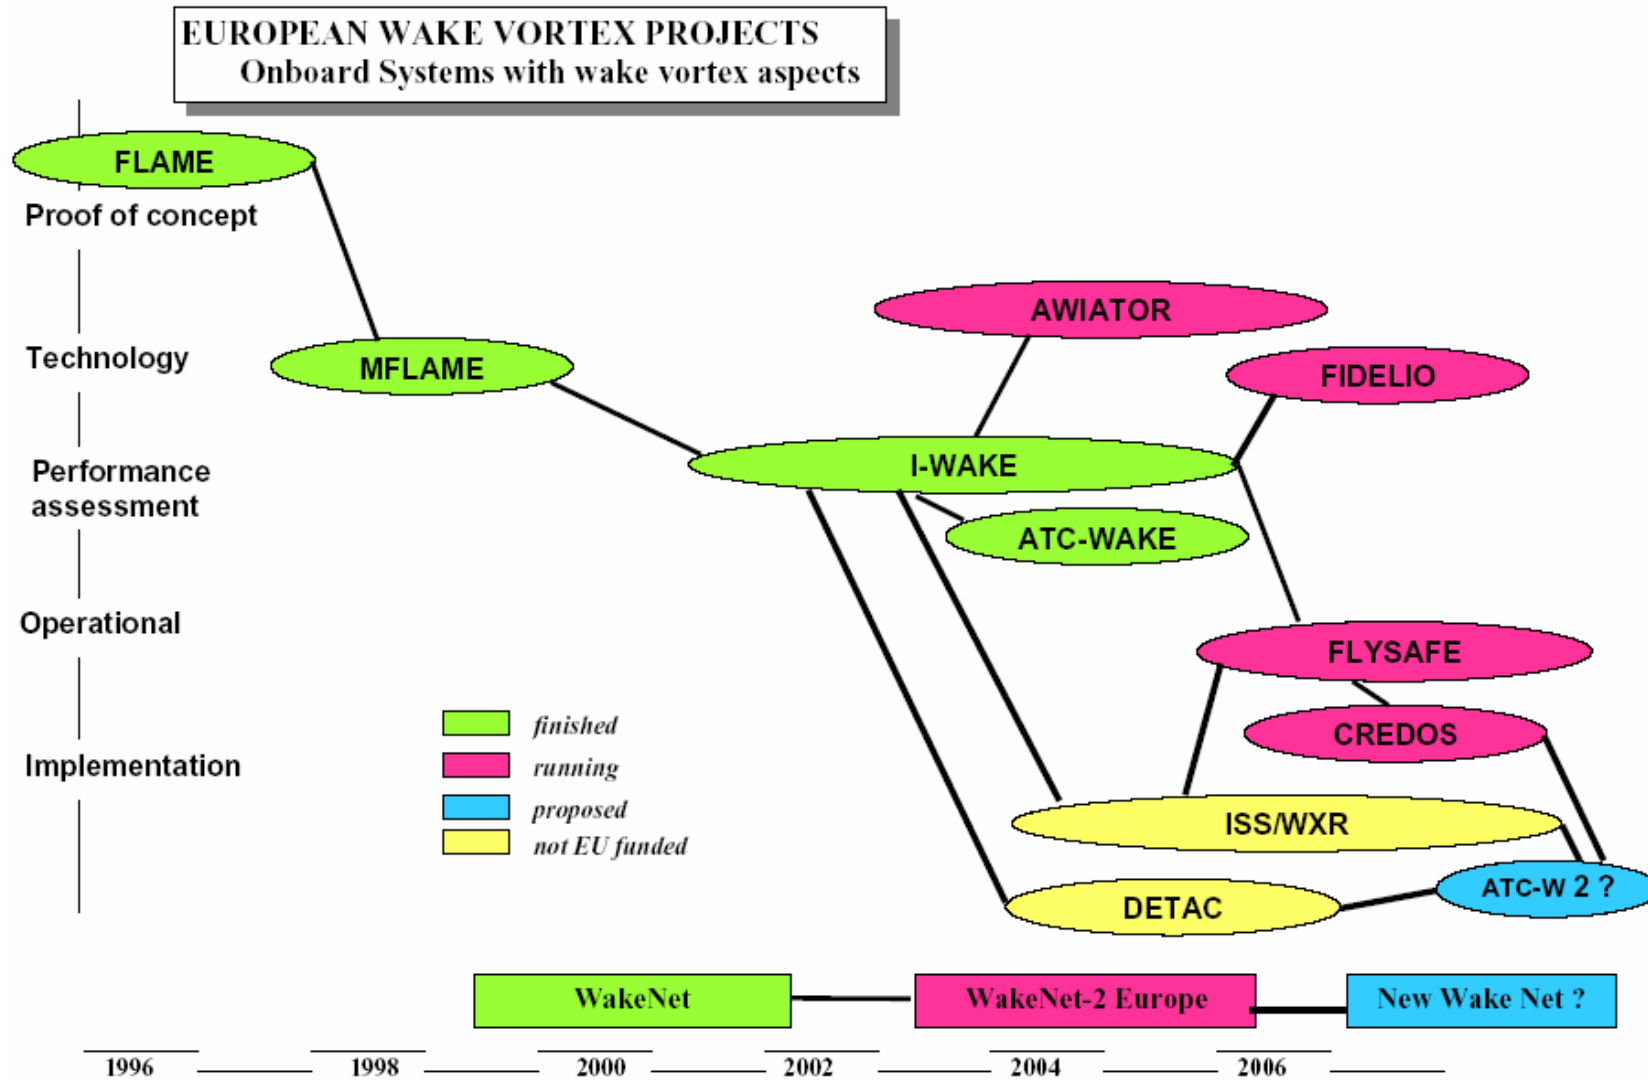 EUROPEAN WAKE VORTEX PROJECTS
Onboard Systems with wake vortex aspects
FLAME
Proof of concept
AWIATOR
Technology
MFLAME
FIDELIO
Performance
assessment
I-WAKE
ATC-WAKE
Operational
FLYSAFE
finished
CREDOS
running
Implementation
proposed
ISS/WXR
not EU funded
ATC-W 2 ?
DETAC
WakeNet
WakeNet-2 Europe
New Wake Net ?
1996 1998 2000 2002 2004 2006